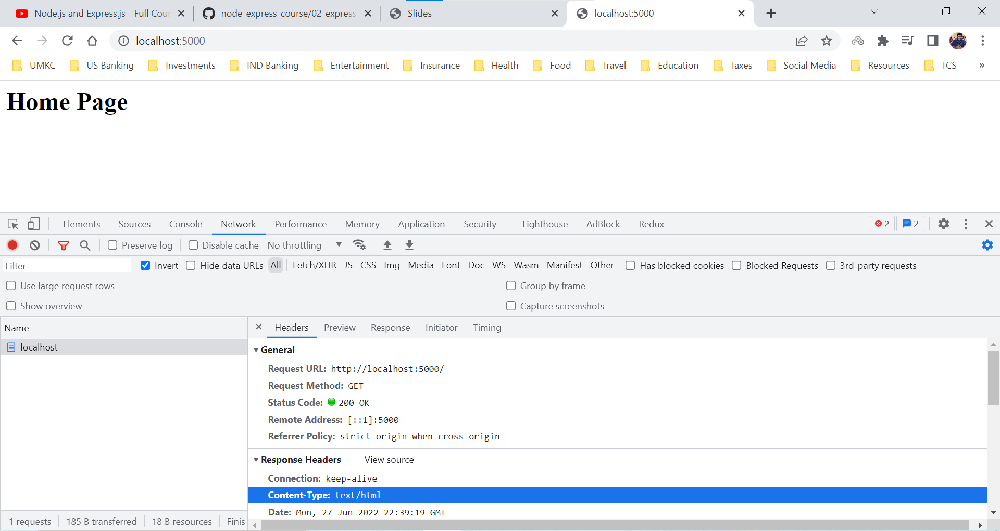 Node.js and Express.js - Full Cour
node-express-course/02-express
Slides
localhost:5000
localhost:5000
UMKC US Banking Investments IND Banking Entertainment Insurance Health Food Travel Education Taxes Social Media Resources TCS »
Home Page
Elements Sources Console Network Performance Memory Application Security Lighthouse AdBlock Redux 2 2
Preserve log Disable cache No throttling
Filter Invert Hide data URLs All Fetch/XHR JS CSS Img Media Font Doc WS Wasm Manifest Other Has blocked cookies Blocked Requests 3rd-party requests
Use large request rows Group by frame
Show overview Capture screenshots
Name
localhost
1 requests 185 B transferred 18 B resources Finis
Headers Preview Response Initiator Timing
General
Request URL: http://localhost:5000/
Request Method: GET
Status Code: 200 OK
Remote Address: [::1]:5000
Referrer Policy: strict-origin-when-cross-origin
Response Headers View source
Connection: keep-alive
Content-Type: text/html
Date: Mon, 27 Jun 2022 22:39:19 GMT